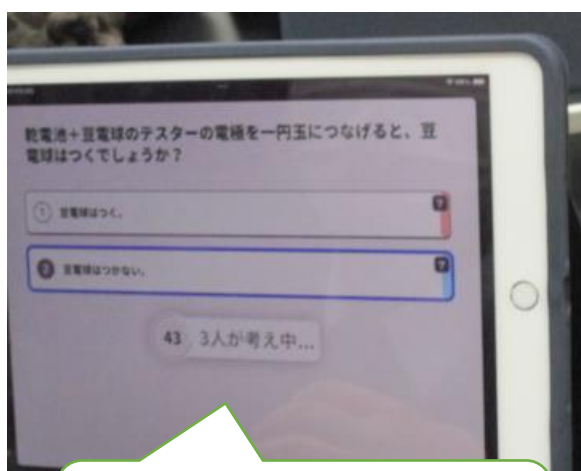 乾電池+豆電球のテスターの電極を一円玉につなげると、豆
電球はつくでしょうか?
1 豆電球はつく。
2 豆電球はつかない。
43 3人が考え中...